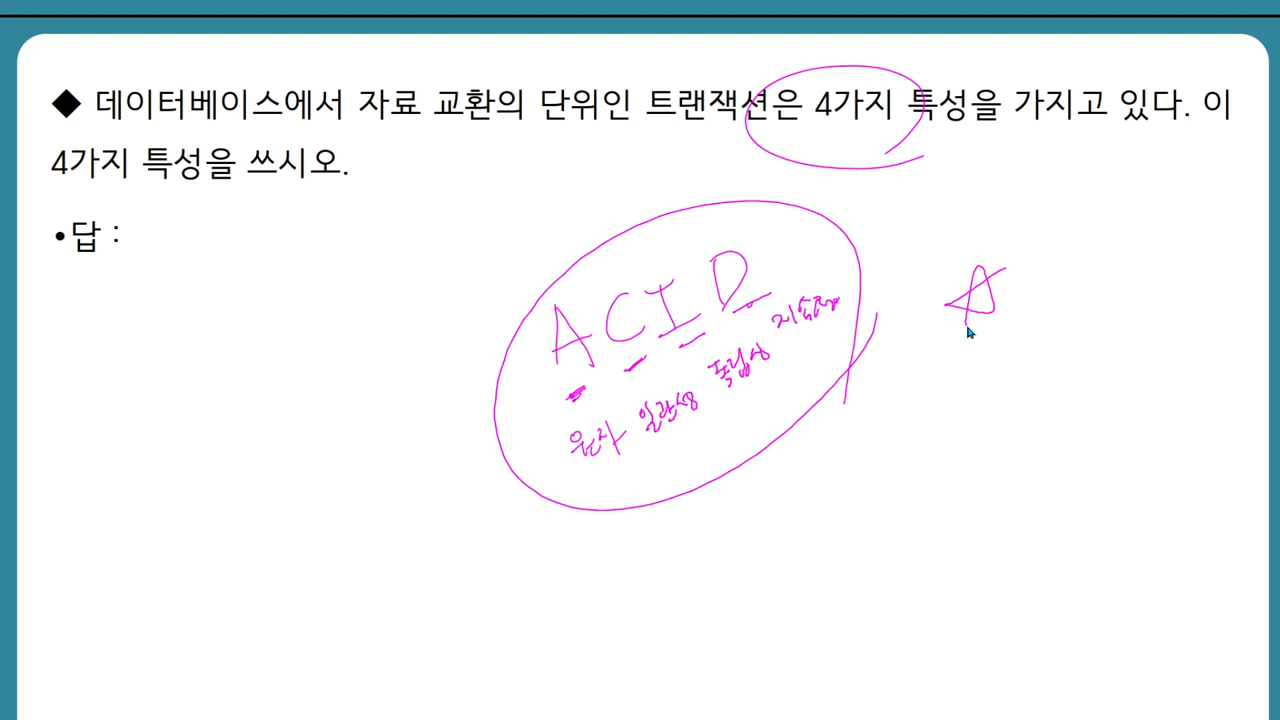 ◆ 데이터베이스에서 자료 교환의 단위인 트랜잭션은 4가지 특성을 가지고 있다. 이
4가지 특성을 쓰시오.
•답 :
ACID
원자 일관성 독립성 지속성